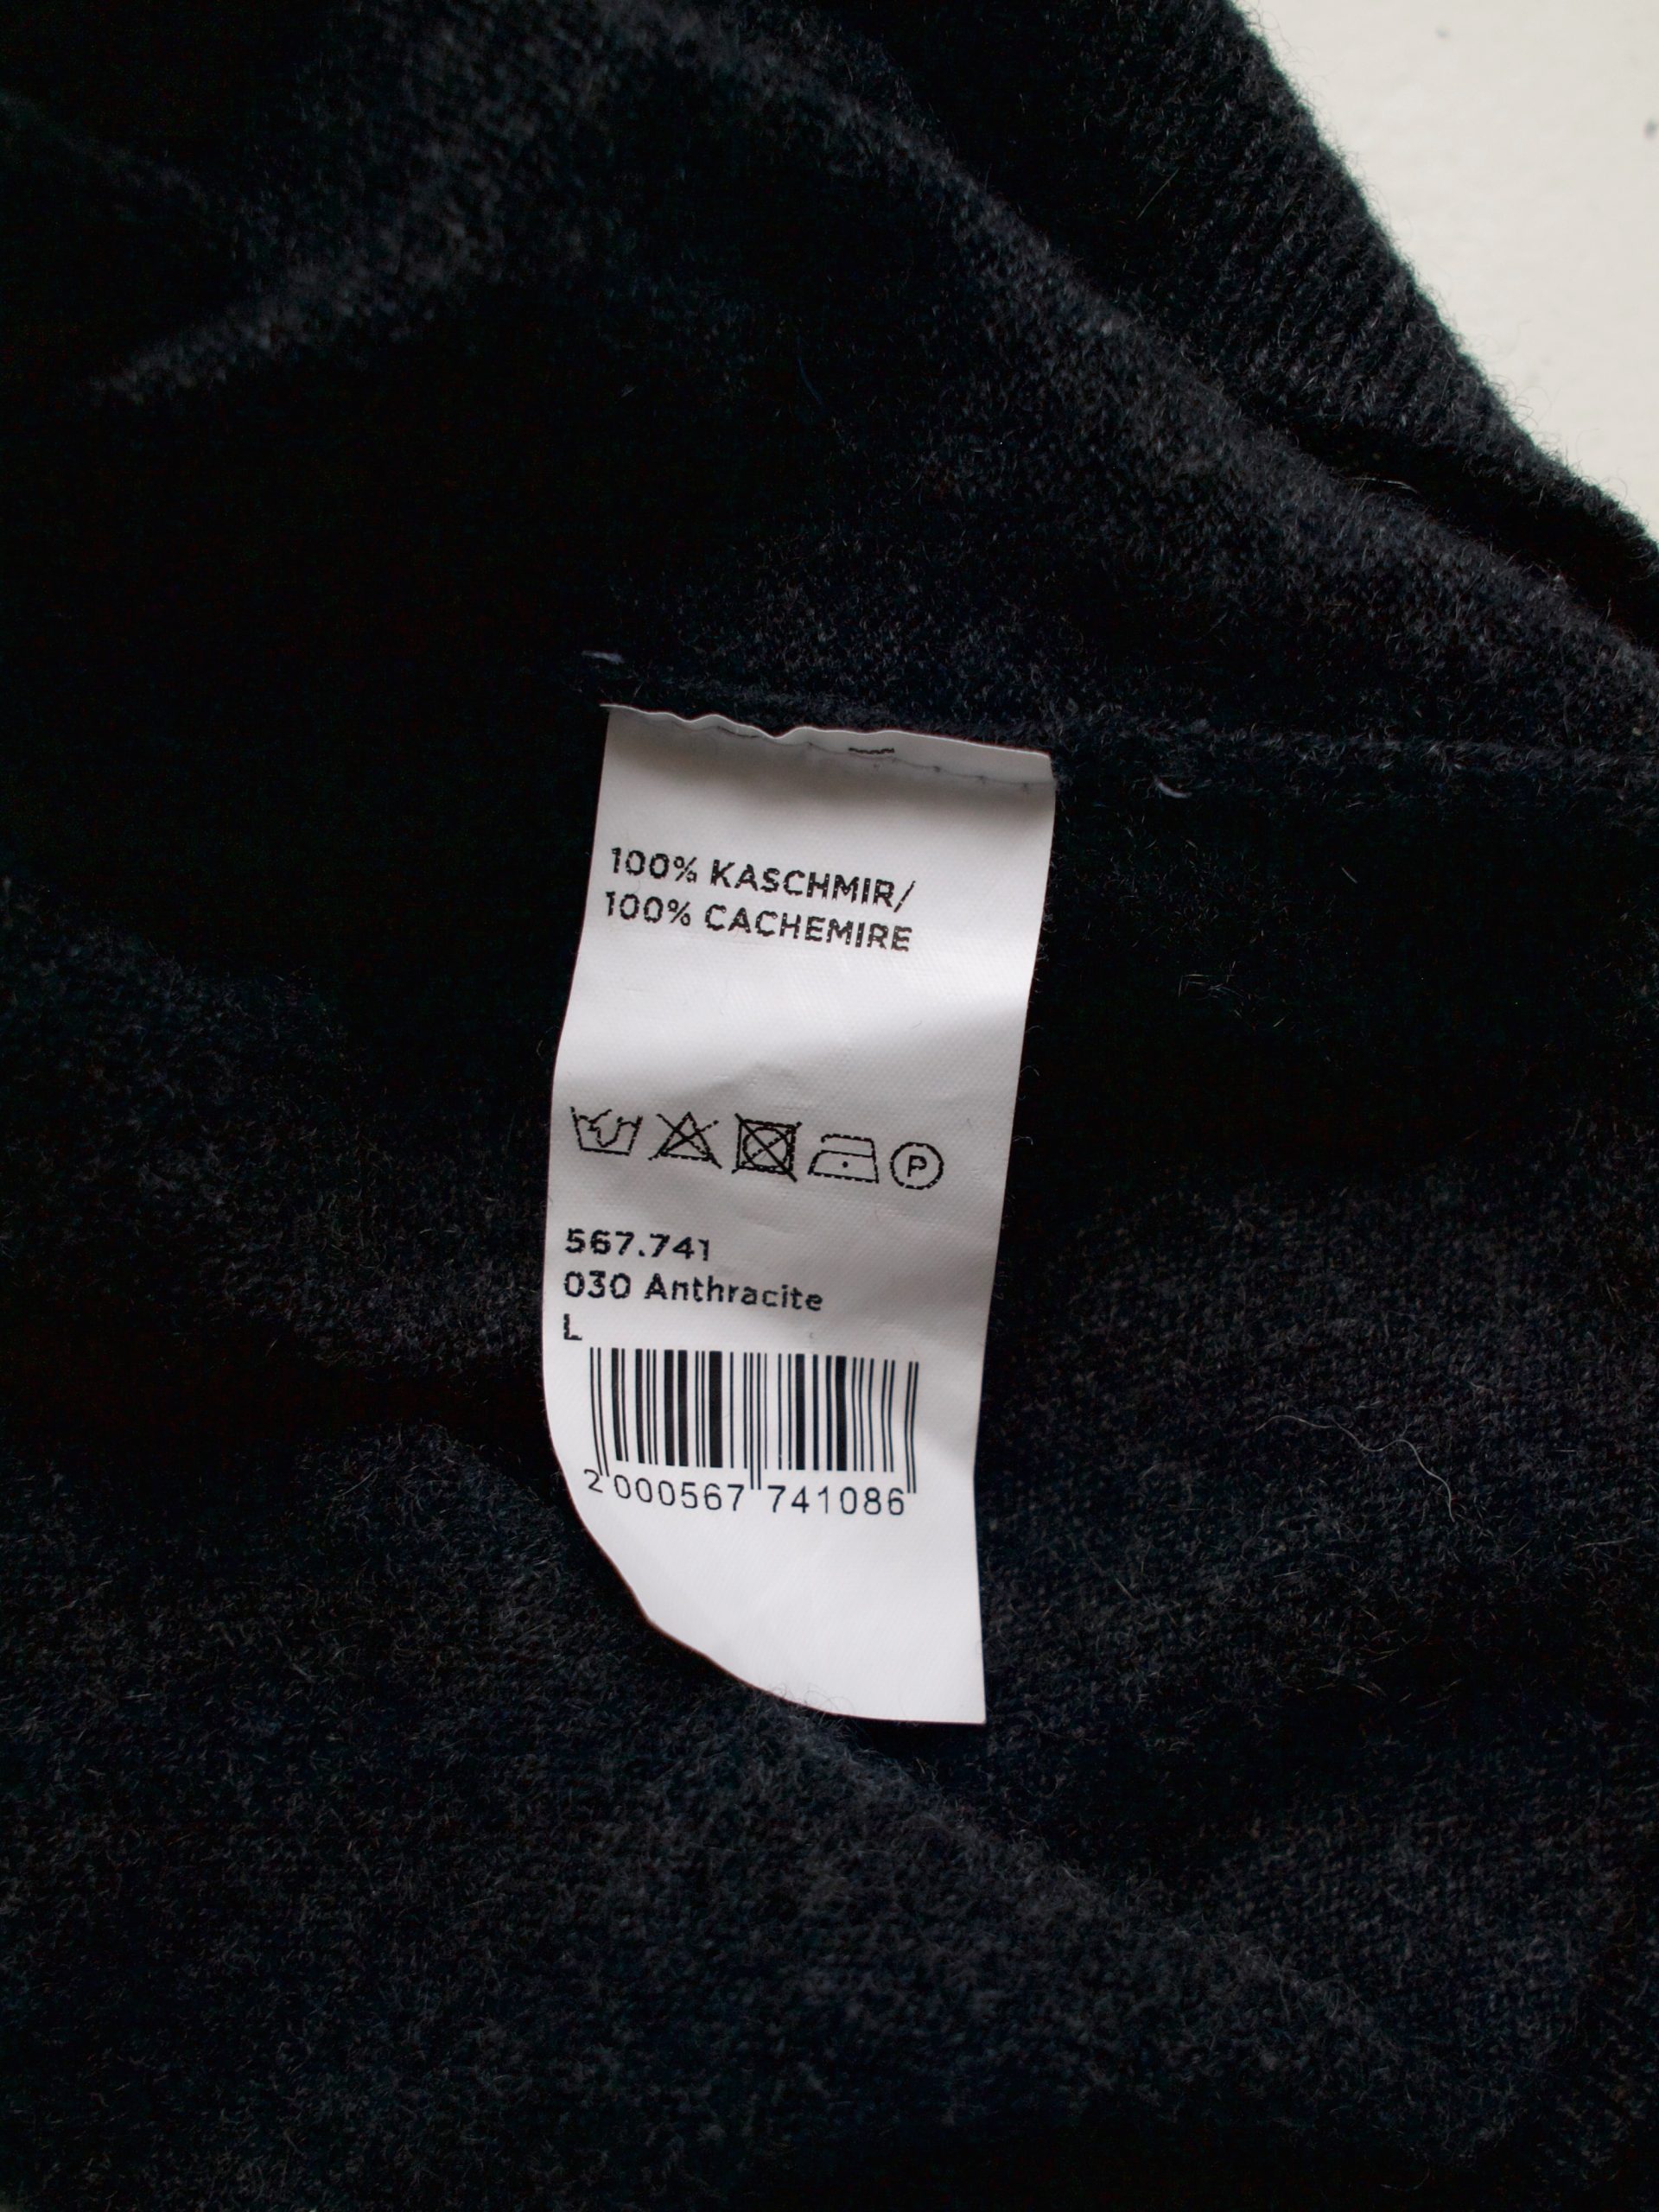 100% KASCHMIR/
100% CACHEMIRE
P
567.741
030 Anthracite
L
2 000567 741086